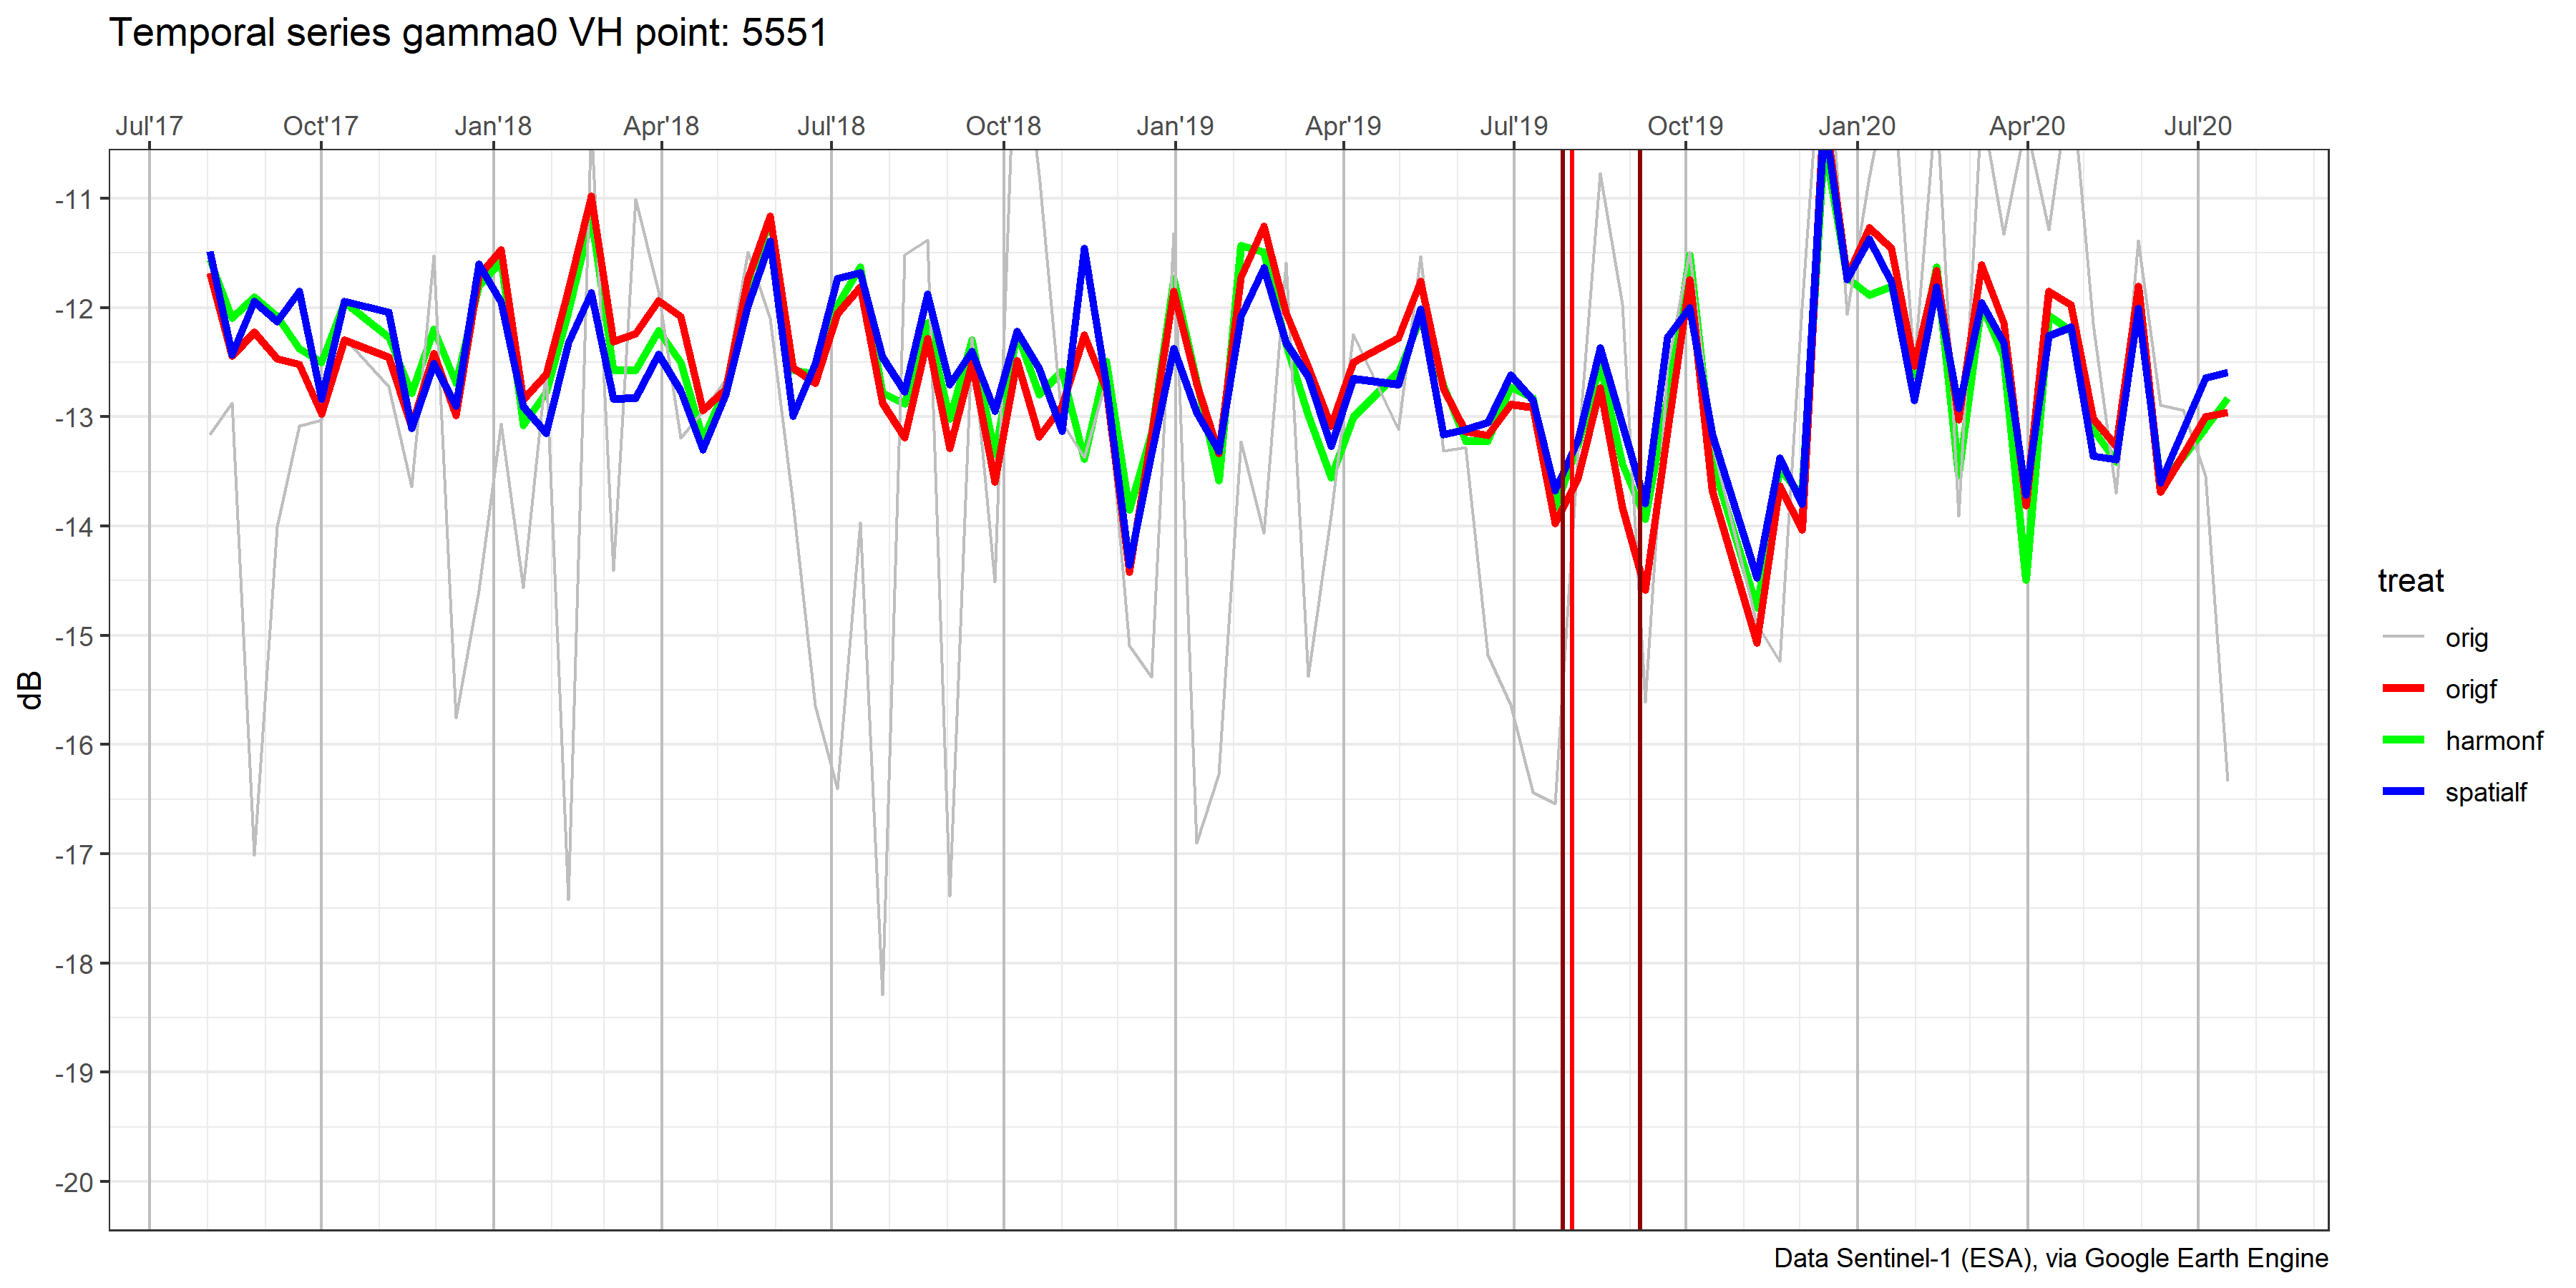 Temporal series gamma0 VH point: 5551
Jul'17 Oct'17 Jan'18 Apr'18 Jul'18 Oct'18 Jan'19 Apr'19 Jul'19 Oct'19 Jan'20 Apr'20 Jul'20
-11
-12
-13
-14
-15
-16
-17
-18
-19
-20
dB
treat
orig
origf
harmonf
spatialf
Data Sentinel-1 (ESA), via Google Earth Engine